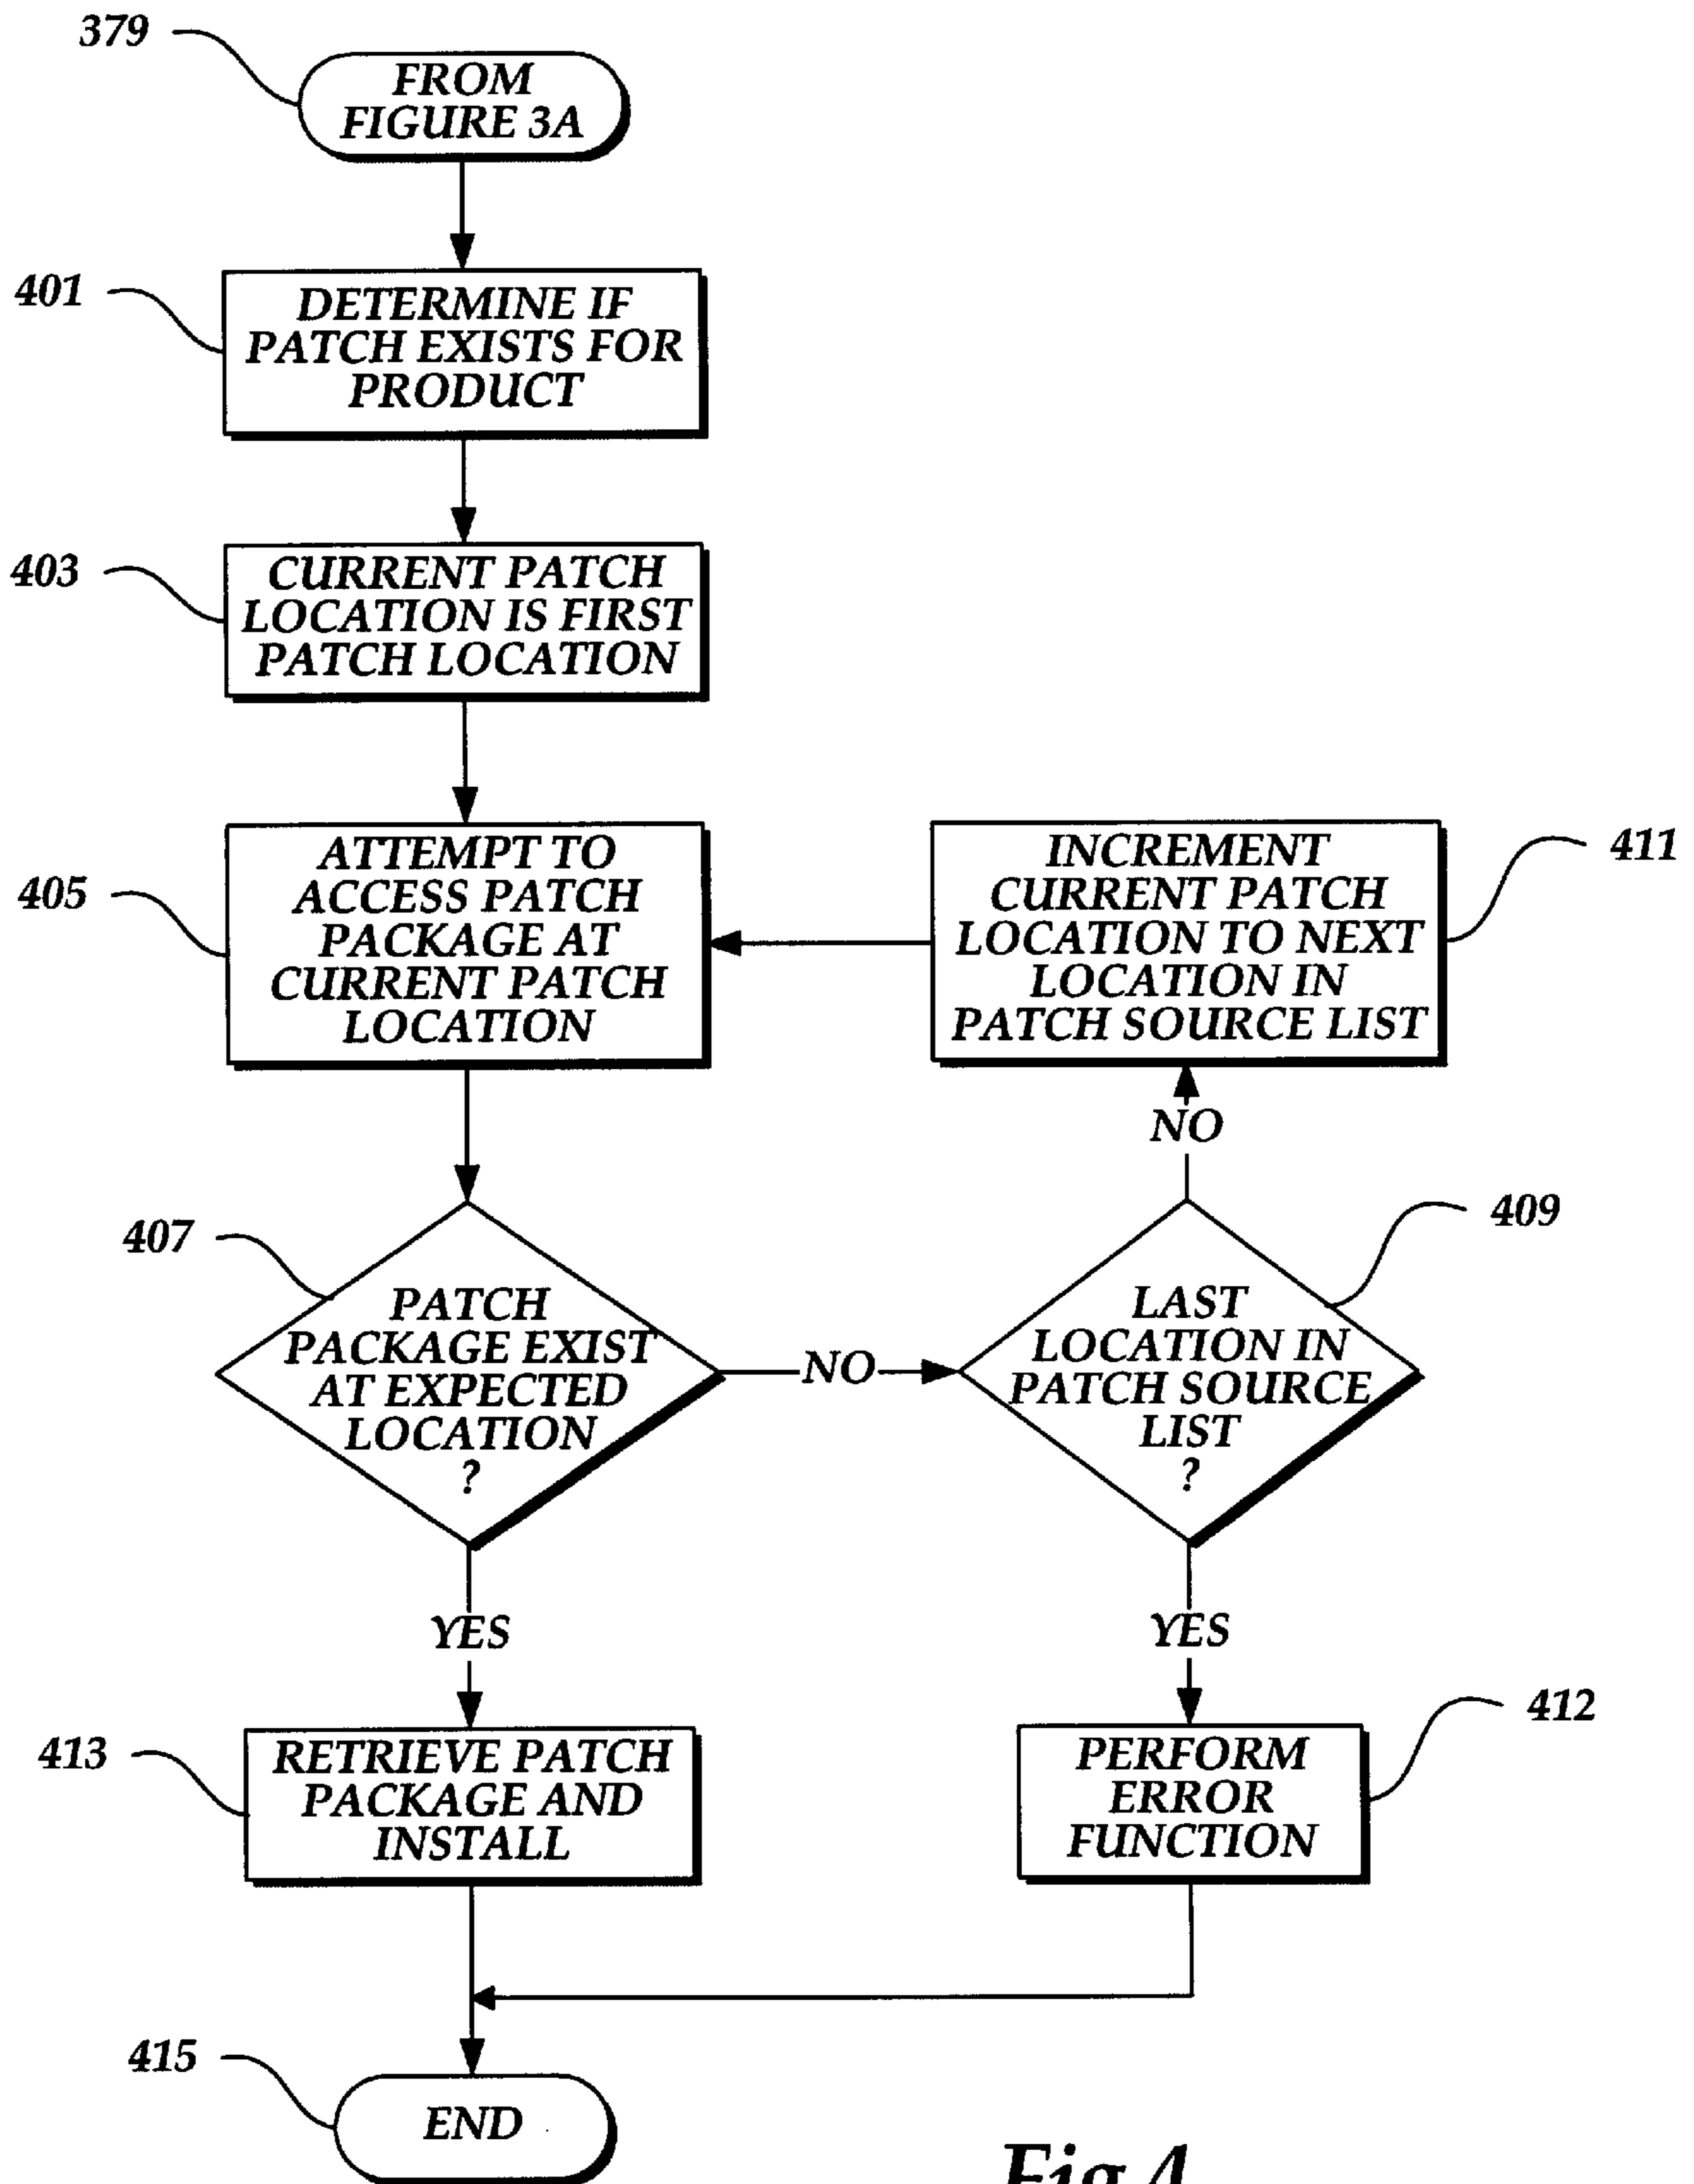 379
FROM
FIGURE 3A
401
DETERMINE IF
PATCH EXISTS FOR
PRODUCT
403
CURRENT PATCH
LOCATION IS FIRST
PATCH LOCATION
405
ATTEMPT TO
ACCESS PATCH
PACKAGE AT
CURRENT PATCH
LOCATION
INCREMENT
CURRENT PATCH
LOCATION TO NEXT
LOCATION IN
PATCH SOURCE LIST
411
NO
407
PATCH
PACKAGE EXIST
AT EXPECTED
LOCATION
?
NO
LAST
LOCATION IN
PATCH SOURCE
LIST
?
409
YES
YES
413
RETRIEVE PATCH
PACKAGE AND
INSTALL
PERFORM
ERROR
FUNCTION
412
415
END
Fig.4